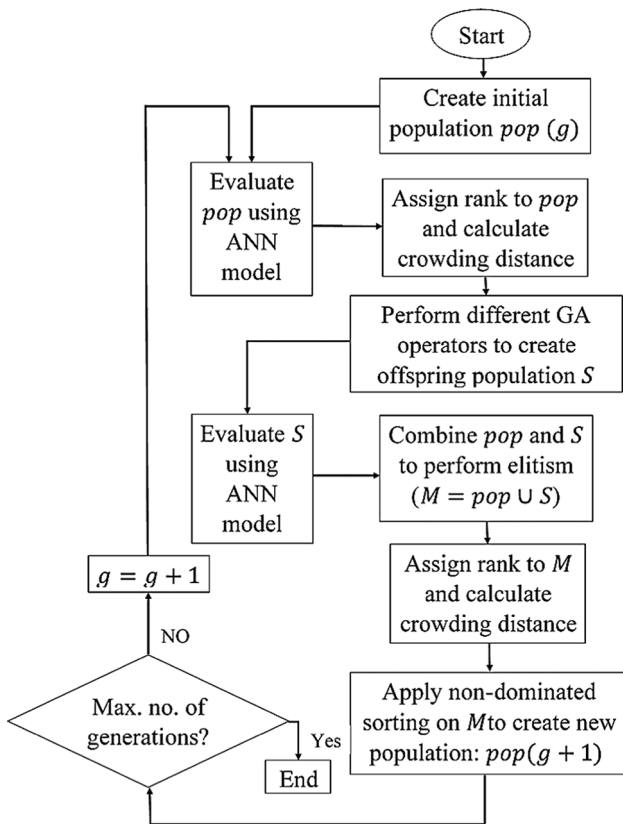 Start
Create initial
population pop (g)
Evaluate
pop using
ANN
model
Assign rank to pop
and calculate
crowding distance
Perform different GA
operators to create
offspring population S
Evaluate S
using
ANN
model
Combine pop and S
to perform elitism
(M = pop ∪ S)
Assign rank to M
and calculate
crowding distance
Apply non-dominated
sorting on M to create new
population: pop(g + 1)
Max. no. of
generations?
Yes
End
NO
g = g + 1